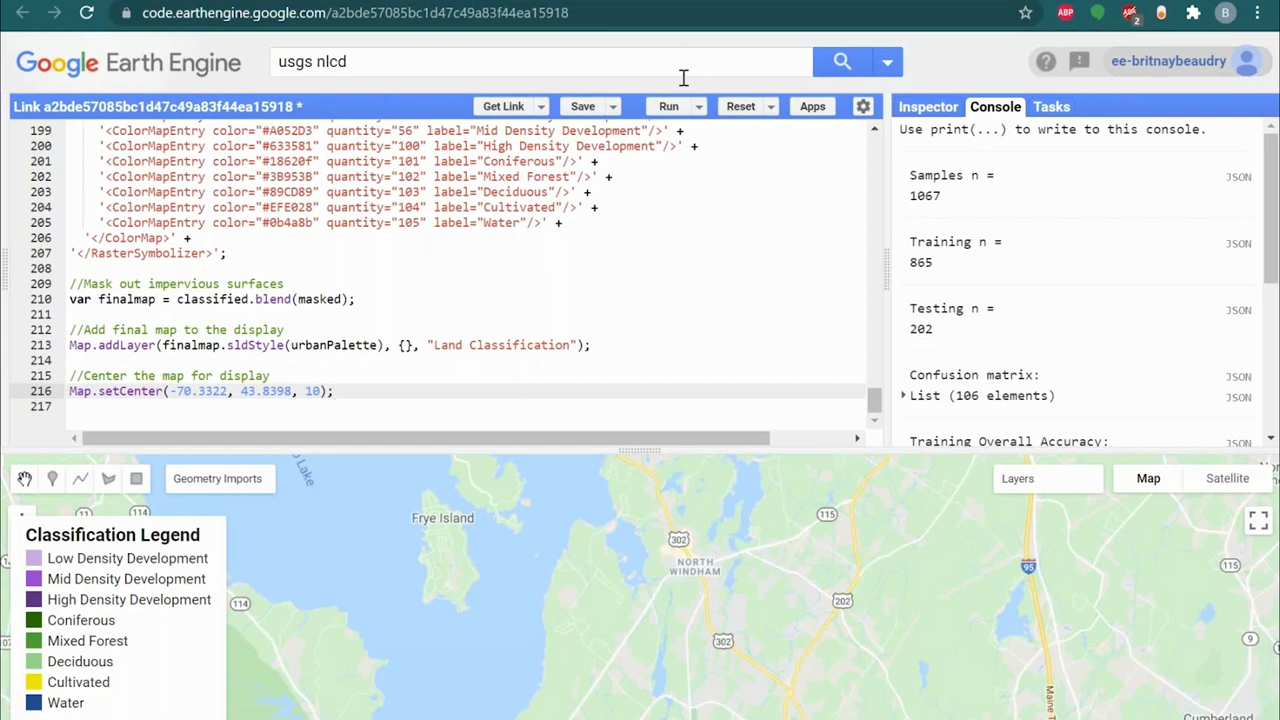 code.earthengine.google.com/a2bde57085bc1d47c49a83f44ea15918
ABP
2
B
Google Earth Engine
usgs nlcd
ee-britnaybeaudry
Link a2bde57085bc1d47c49a83f44ea15918 *
Get Link
Save
Run
Reset
Apps
Inspector
Console
Tasks
199 '<ColorMapEntry color="#A052D3" quantity="56" label="Mid Density Development"/>' +
200 '<ColorMapEntry color="#633581" quantity="100" label="High Density Development"/>' +
201 '<ColorMapEntry color="#18620f" quantity="101" label="Coniferous"/>' +
202 '<ColorMapEntry color="#3B953B" quantity="102" label="Mixed Forest"/>' +
203 '<ColorMapEntry color="#89CD89" quantity="103" label="Deciduous"/>' +
204 '<ColorMapEntry color="#EFE028" quantity="104" label="Cultivated"/>' +
205 '<ColorMapEntry color="#0b4a8b" quantity="105" label="Water"/>' +
206 '</ColorMap>' +
207 '</RasterSymbolizer>';
208
209 //Mask out impervious surfaces
210 var finalmap = classified.blend(masked);
211
212 //Add final map to the display
213 Map.addLayer(finalmap.sldStyle(urbanPalette), {}, "Land Classification");
214
215 //Center the map for display
216 Map.setCenter(-70.3322, 43.8398, 10);
217
Use print(...) to write to this console.
Samples n = JSON
1067
Training n = JSON
865
Testing n = JSON
202
Confusion matrix: JSON
List (106 elements) JSON
Training Overall Accuracy: JSON
Geometry Imports
Layers
Map
Satellite
Classification Legend
Low Density Development
Mid Density Development
High Density Development
Coniferous
Mixed Forest
Deciduous
Cultivated
Water
Lake
114
114
114
Frye Island
302
NORTH
WINDHAM
115
202
302
95
115
9
Maine T
Cumberland